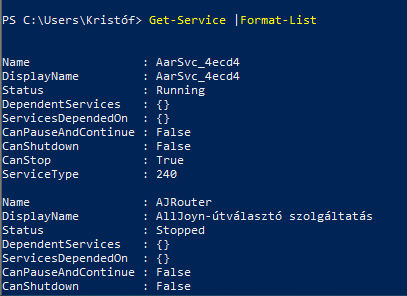 PS C:\Users\Kristóf> Get-Service |Format-List
Name : AarSvc_4ecd4
DisplayName : AarSvc_4ecd4
Status : Running
DependentServices : {}
ServicesDependedOn : {}
CanPauseAndContinue : False
CanShutdown : False
CanStop : True
ServiceType : 240
Name : AJRouter
DisplayName : AllJoyn-útválasztó szolgáltatás
Status : Stopped
DependentServices : {}
ServicesDependedOn : {}
CanPauseAndContinue : False
CanShutdown : False